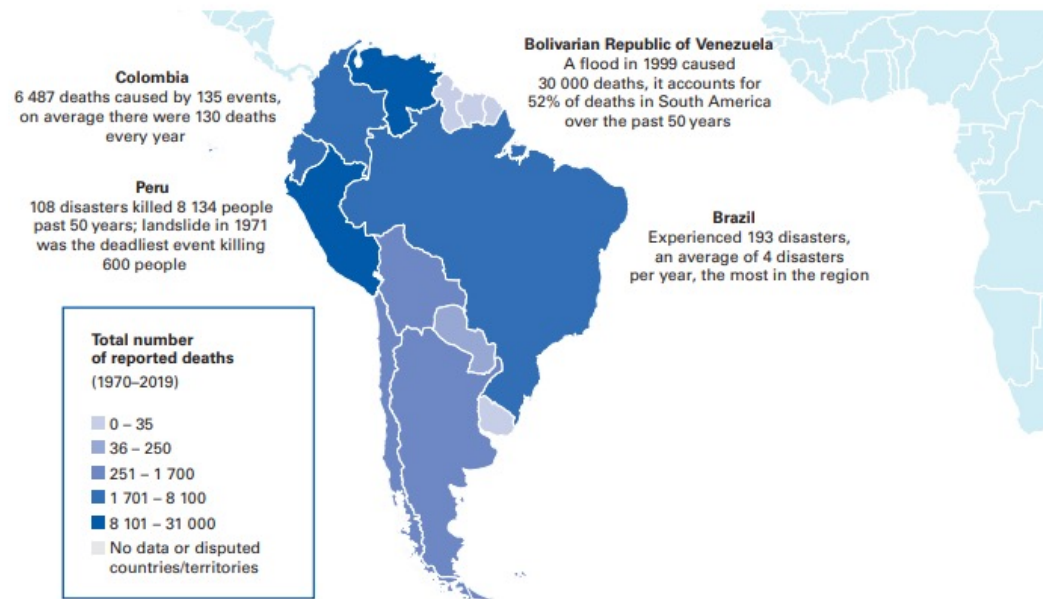 Colombia
6 487 deaths caused by 135 events,
on average there were 130 deaths
every year
Bolivarian Republic of Venezuela
A flood in 1999 caused
30 000 deaths, it accounts for
52% of deaths in South America
over the past 50 years
Peru
108 disasters killed 8 134 people
past 50 years; landslide in 1971
was the deadliest event killing
600 people
Brazil
Experienced 193 disasters,
an average of 4 disasters
per year, the most in the region
Total number
of reported deaths
(1970–2019)
0 – 35
36 – 250
251 – 1 700
1 701 – 8 100
8 101 – 31 000
No data or disputed
countries/territories